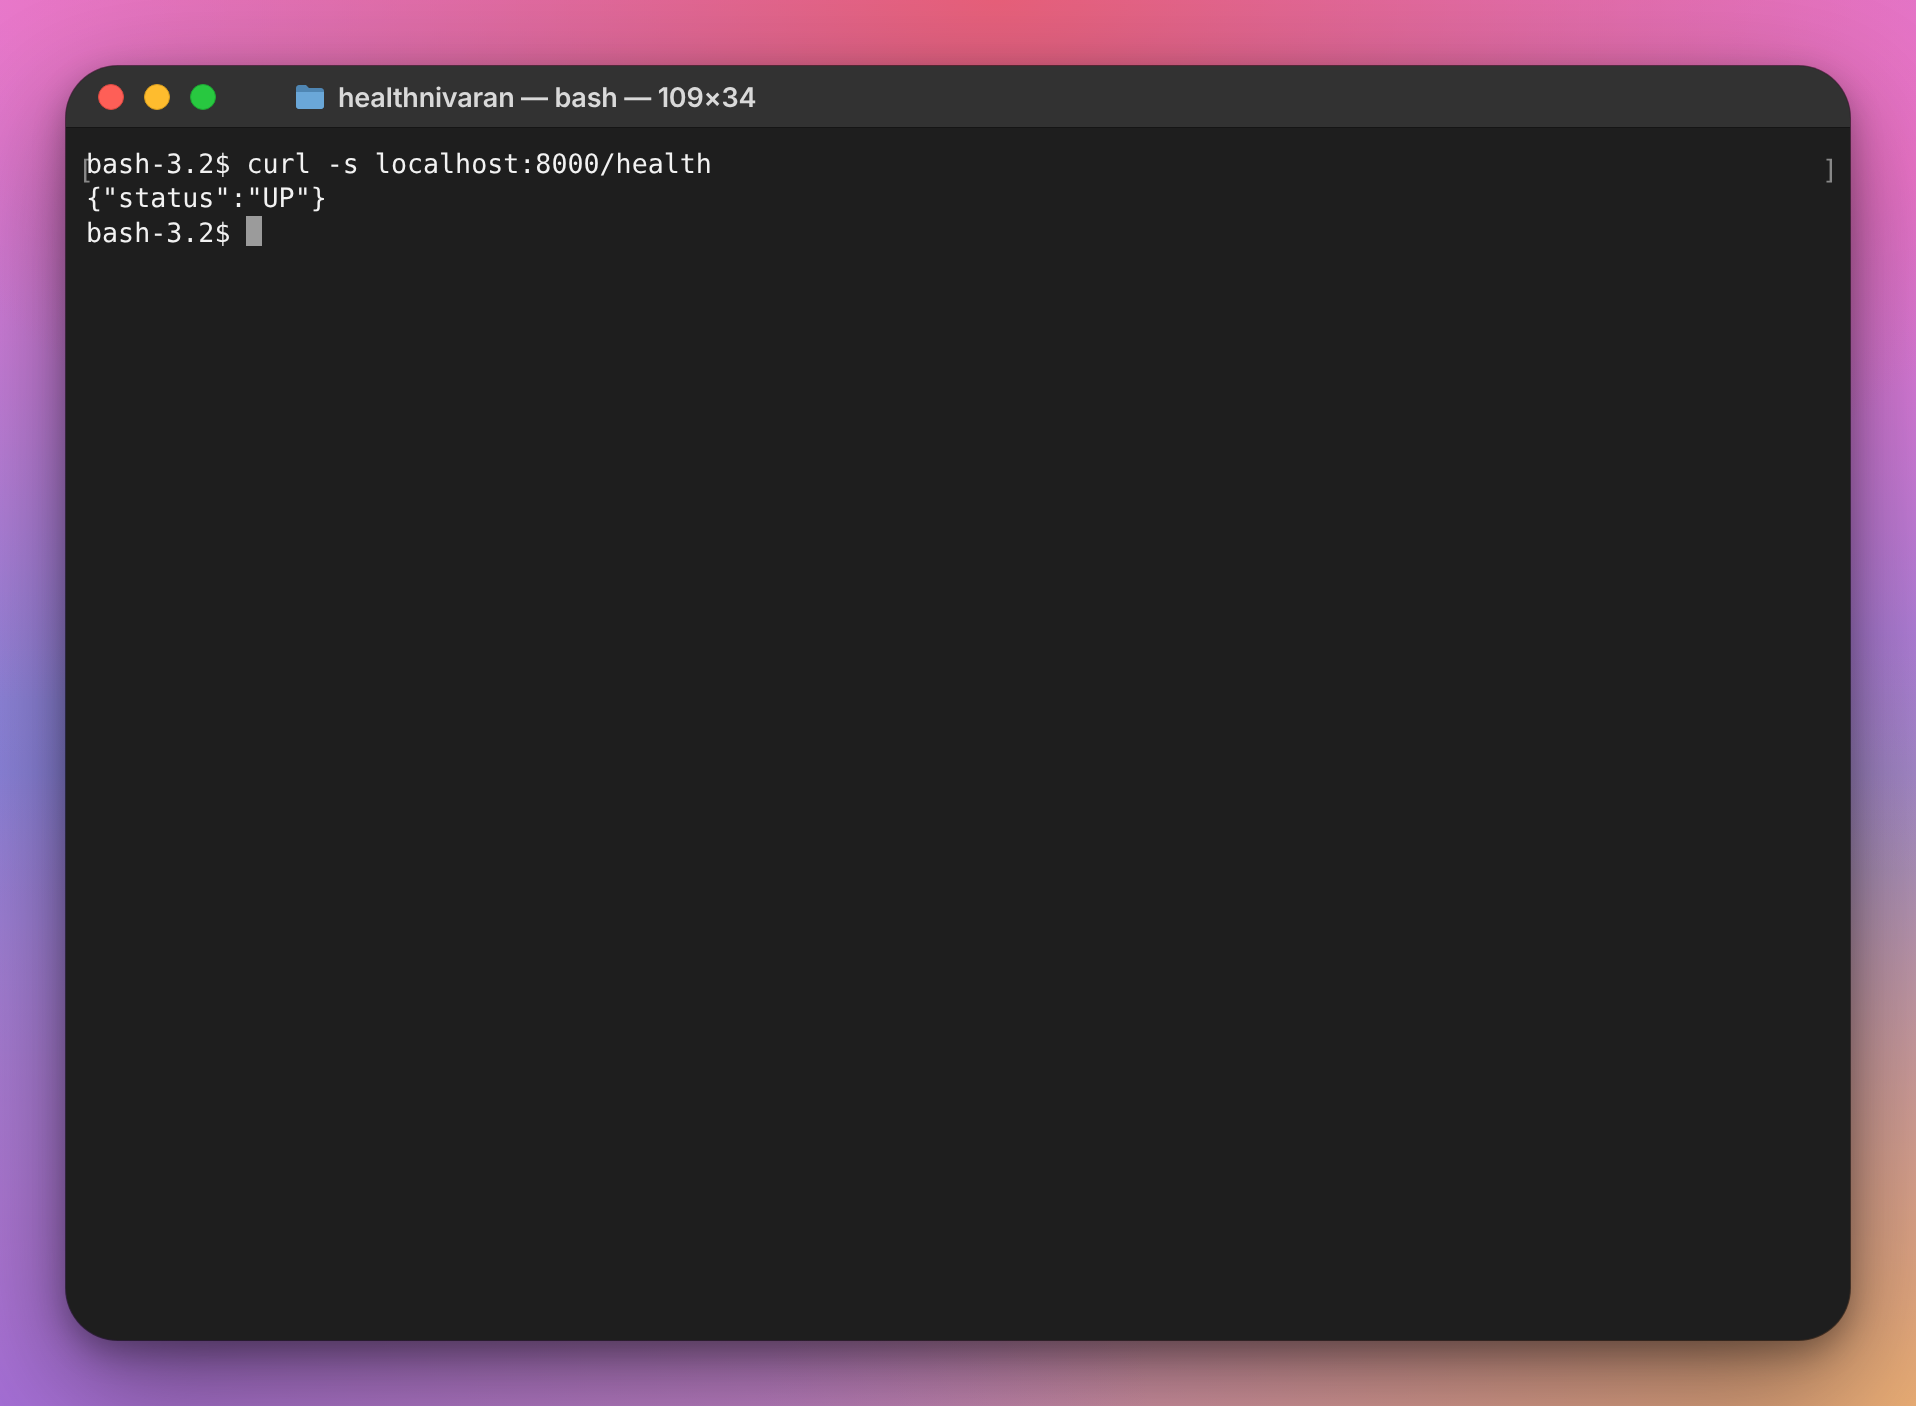 healthnivaran — bash — 109×34
[bash-3.2$ curl -s localhost:8000/health ]
{"status":"UP"}
bash-3.2$